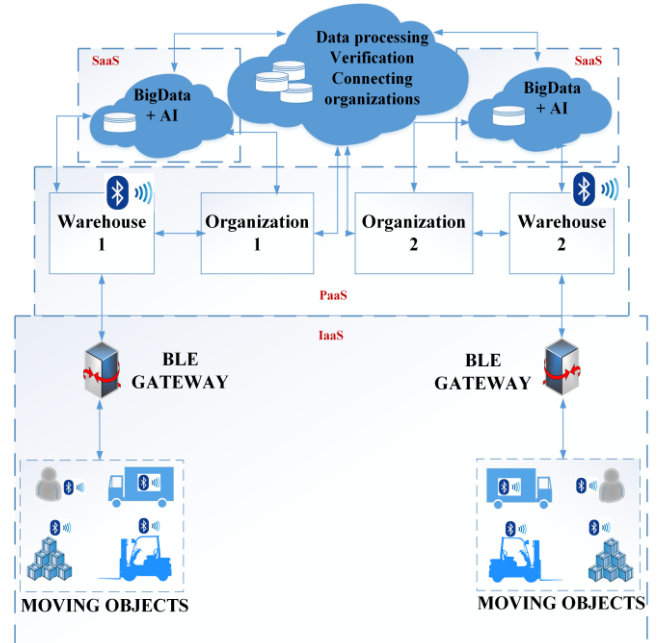 Data processing
Verification
Connecting
organizations
SaaS
BigData
+ AI
SaaS
BigData
+ AI
Warehouse
1
Organization
1
Organization
2
Warehouse
2
PaaS
IaaS
BLE
GATEWAY
BLE
GATEWAY
MOVING OBJECTS
MOVING OBJECTS